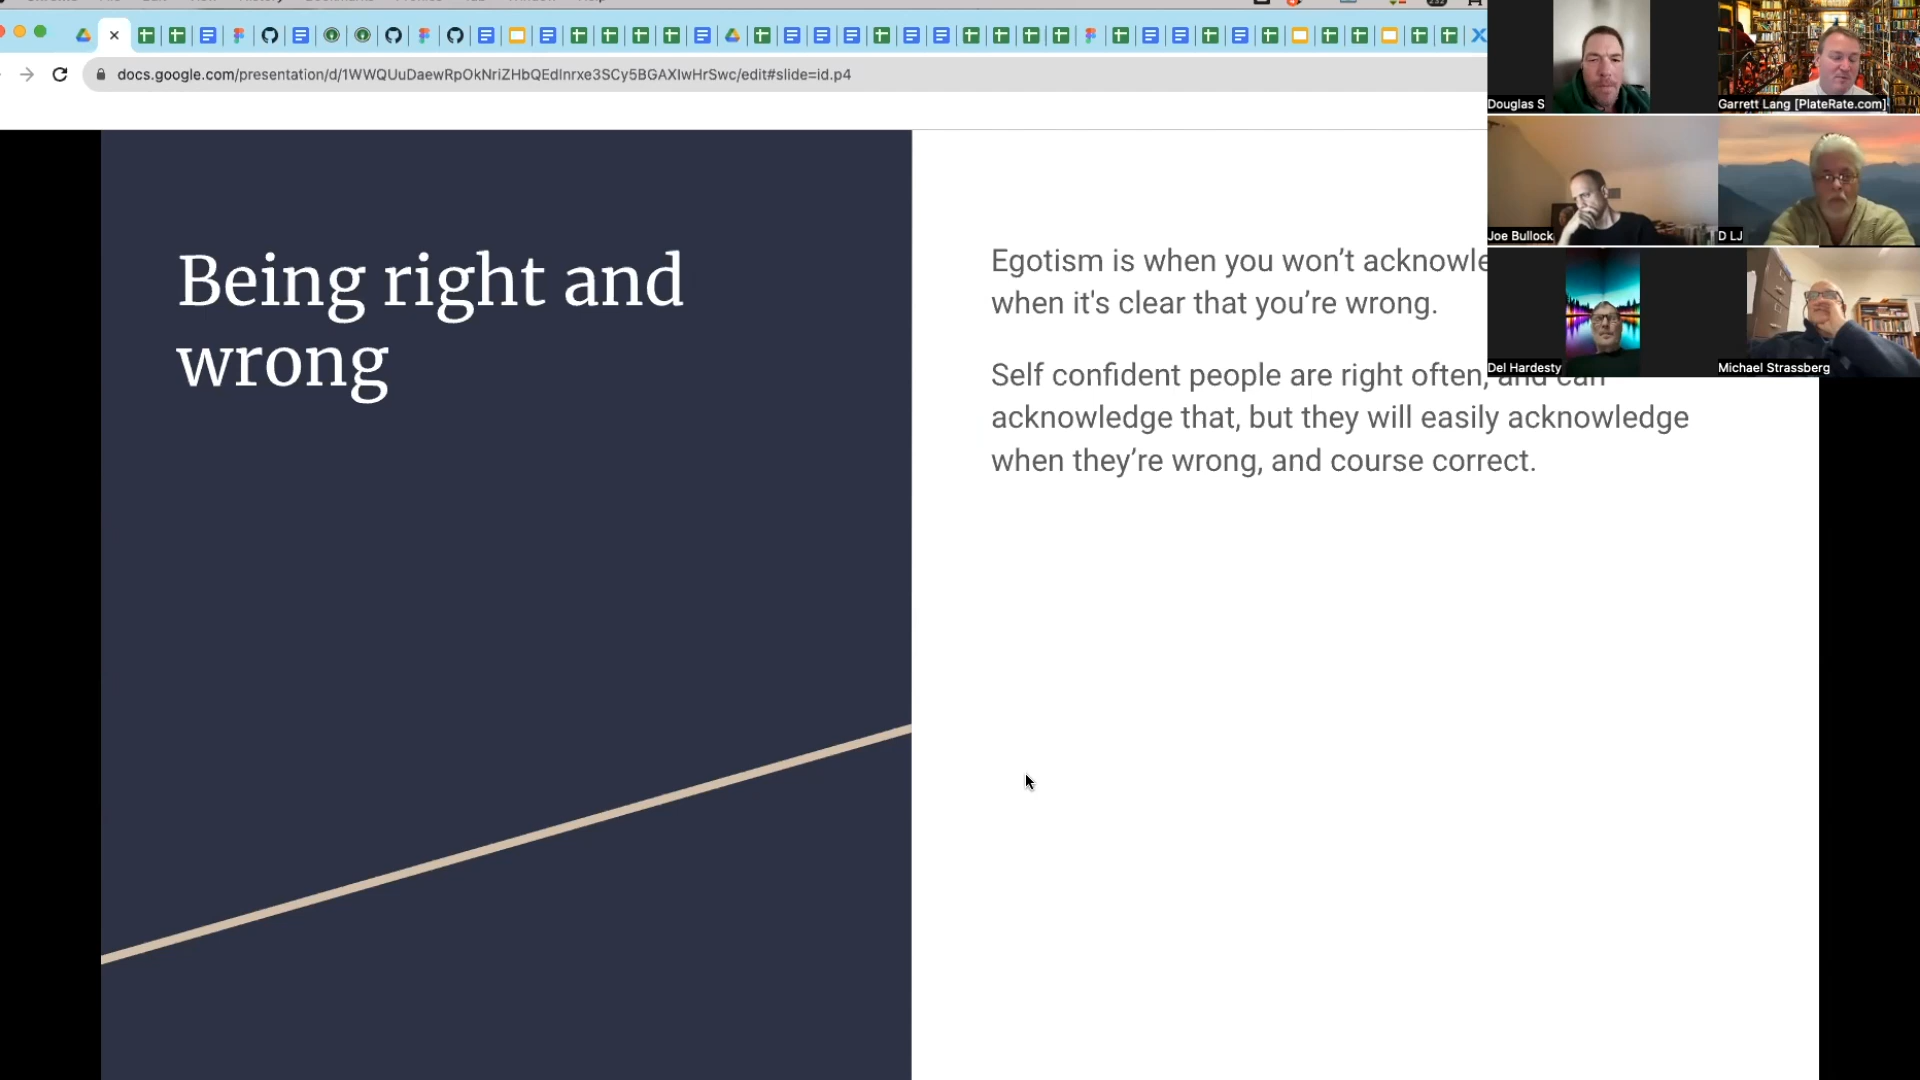 docs.google.com/presentation/d/1WWQUuDaewRpOkNriZHbQEdInrxe3SCy5BGAXIwHrSwc/edit#slide=id.p4
Being right and
wrong
Egotism is when you won’t acknowle
when it's clear that you’re wrong.
Self confident people are right often, and can
acknowledge that, but they will easily acknowledge
when they’re wrong, and course correct.
Douglas S
Garrett Lang [PlateRate.com]
Joe Bullock
D LJ
Del Hardesty
Michael Strassberg